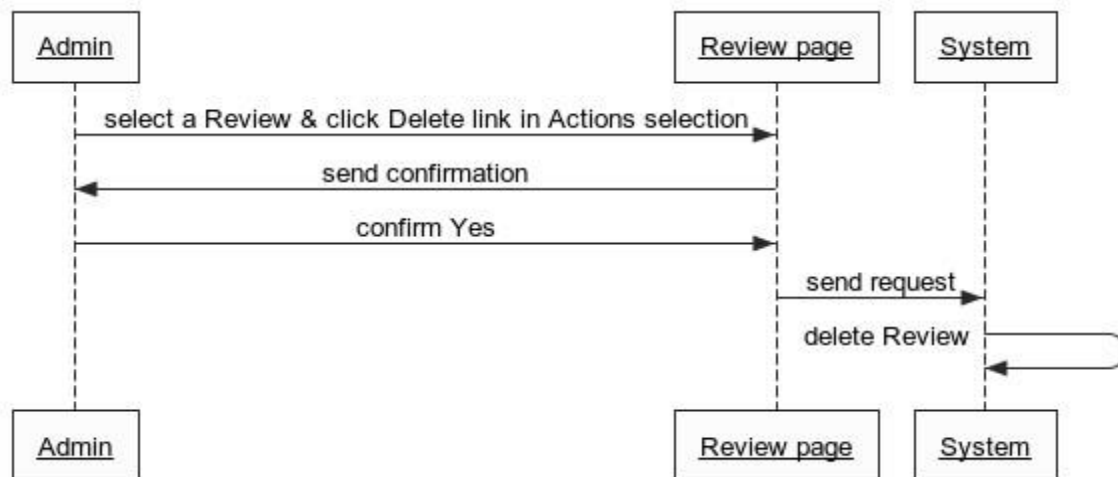 Admin
Review page
System
select a Review & click Delete link in Actions selection
send confirmation
confirm Yes
send request
delete Review
Admin
Review page
System